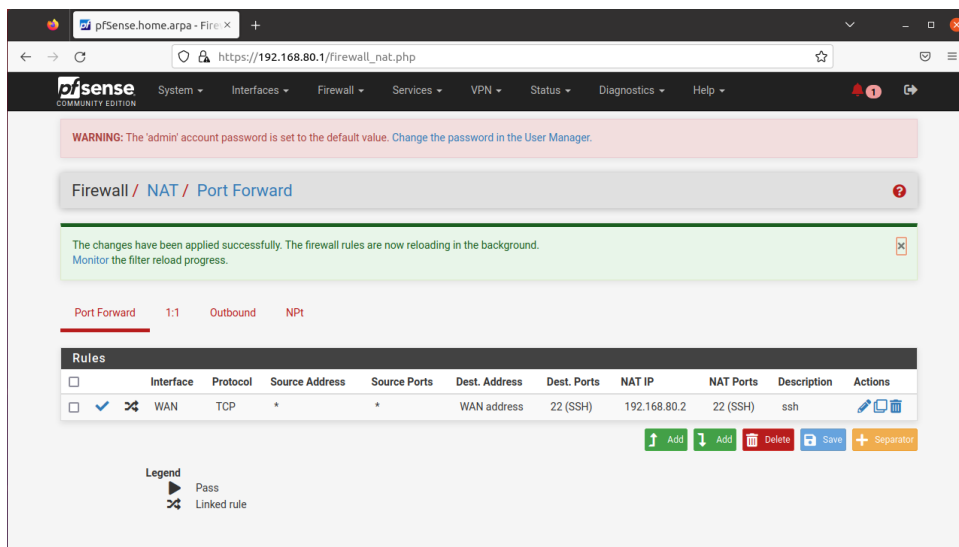 pfSense.home.arpa - Fire
https://192.168.80.1/firewall_nat.php
pfsense
COMMUNITY EDITION
System Interfaces Firewall Services VPN Status Diagnostics Help 1
WARNING: The 'admin' account password is set to the default value. Change the password in the User Manager.
Firewall / NAT / Port Forward
The changes have been applied successfully. The firewall rules are now reloading in the background.
Monitor the filter reload progress.
Port Forward 1:1 Outbound NPt
Rules
Interface Protocol Source Address Source Ports Dest. Address Dest. Ports NAT IP NAT Ports Description Actions
WAN TCP * * WAN address 22 (SSH) 192.168.80.2 22 (SSH) ssh
Add Add Delete Save Separator
Legend
Pass
Linked rule